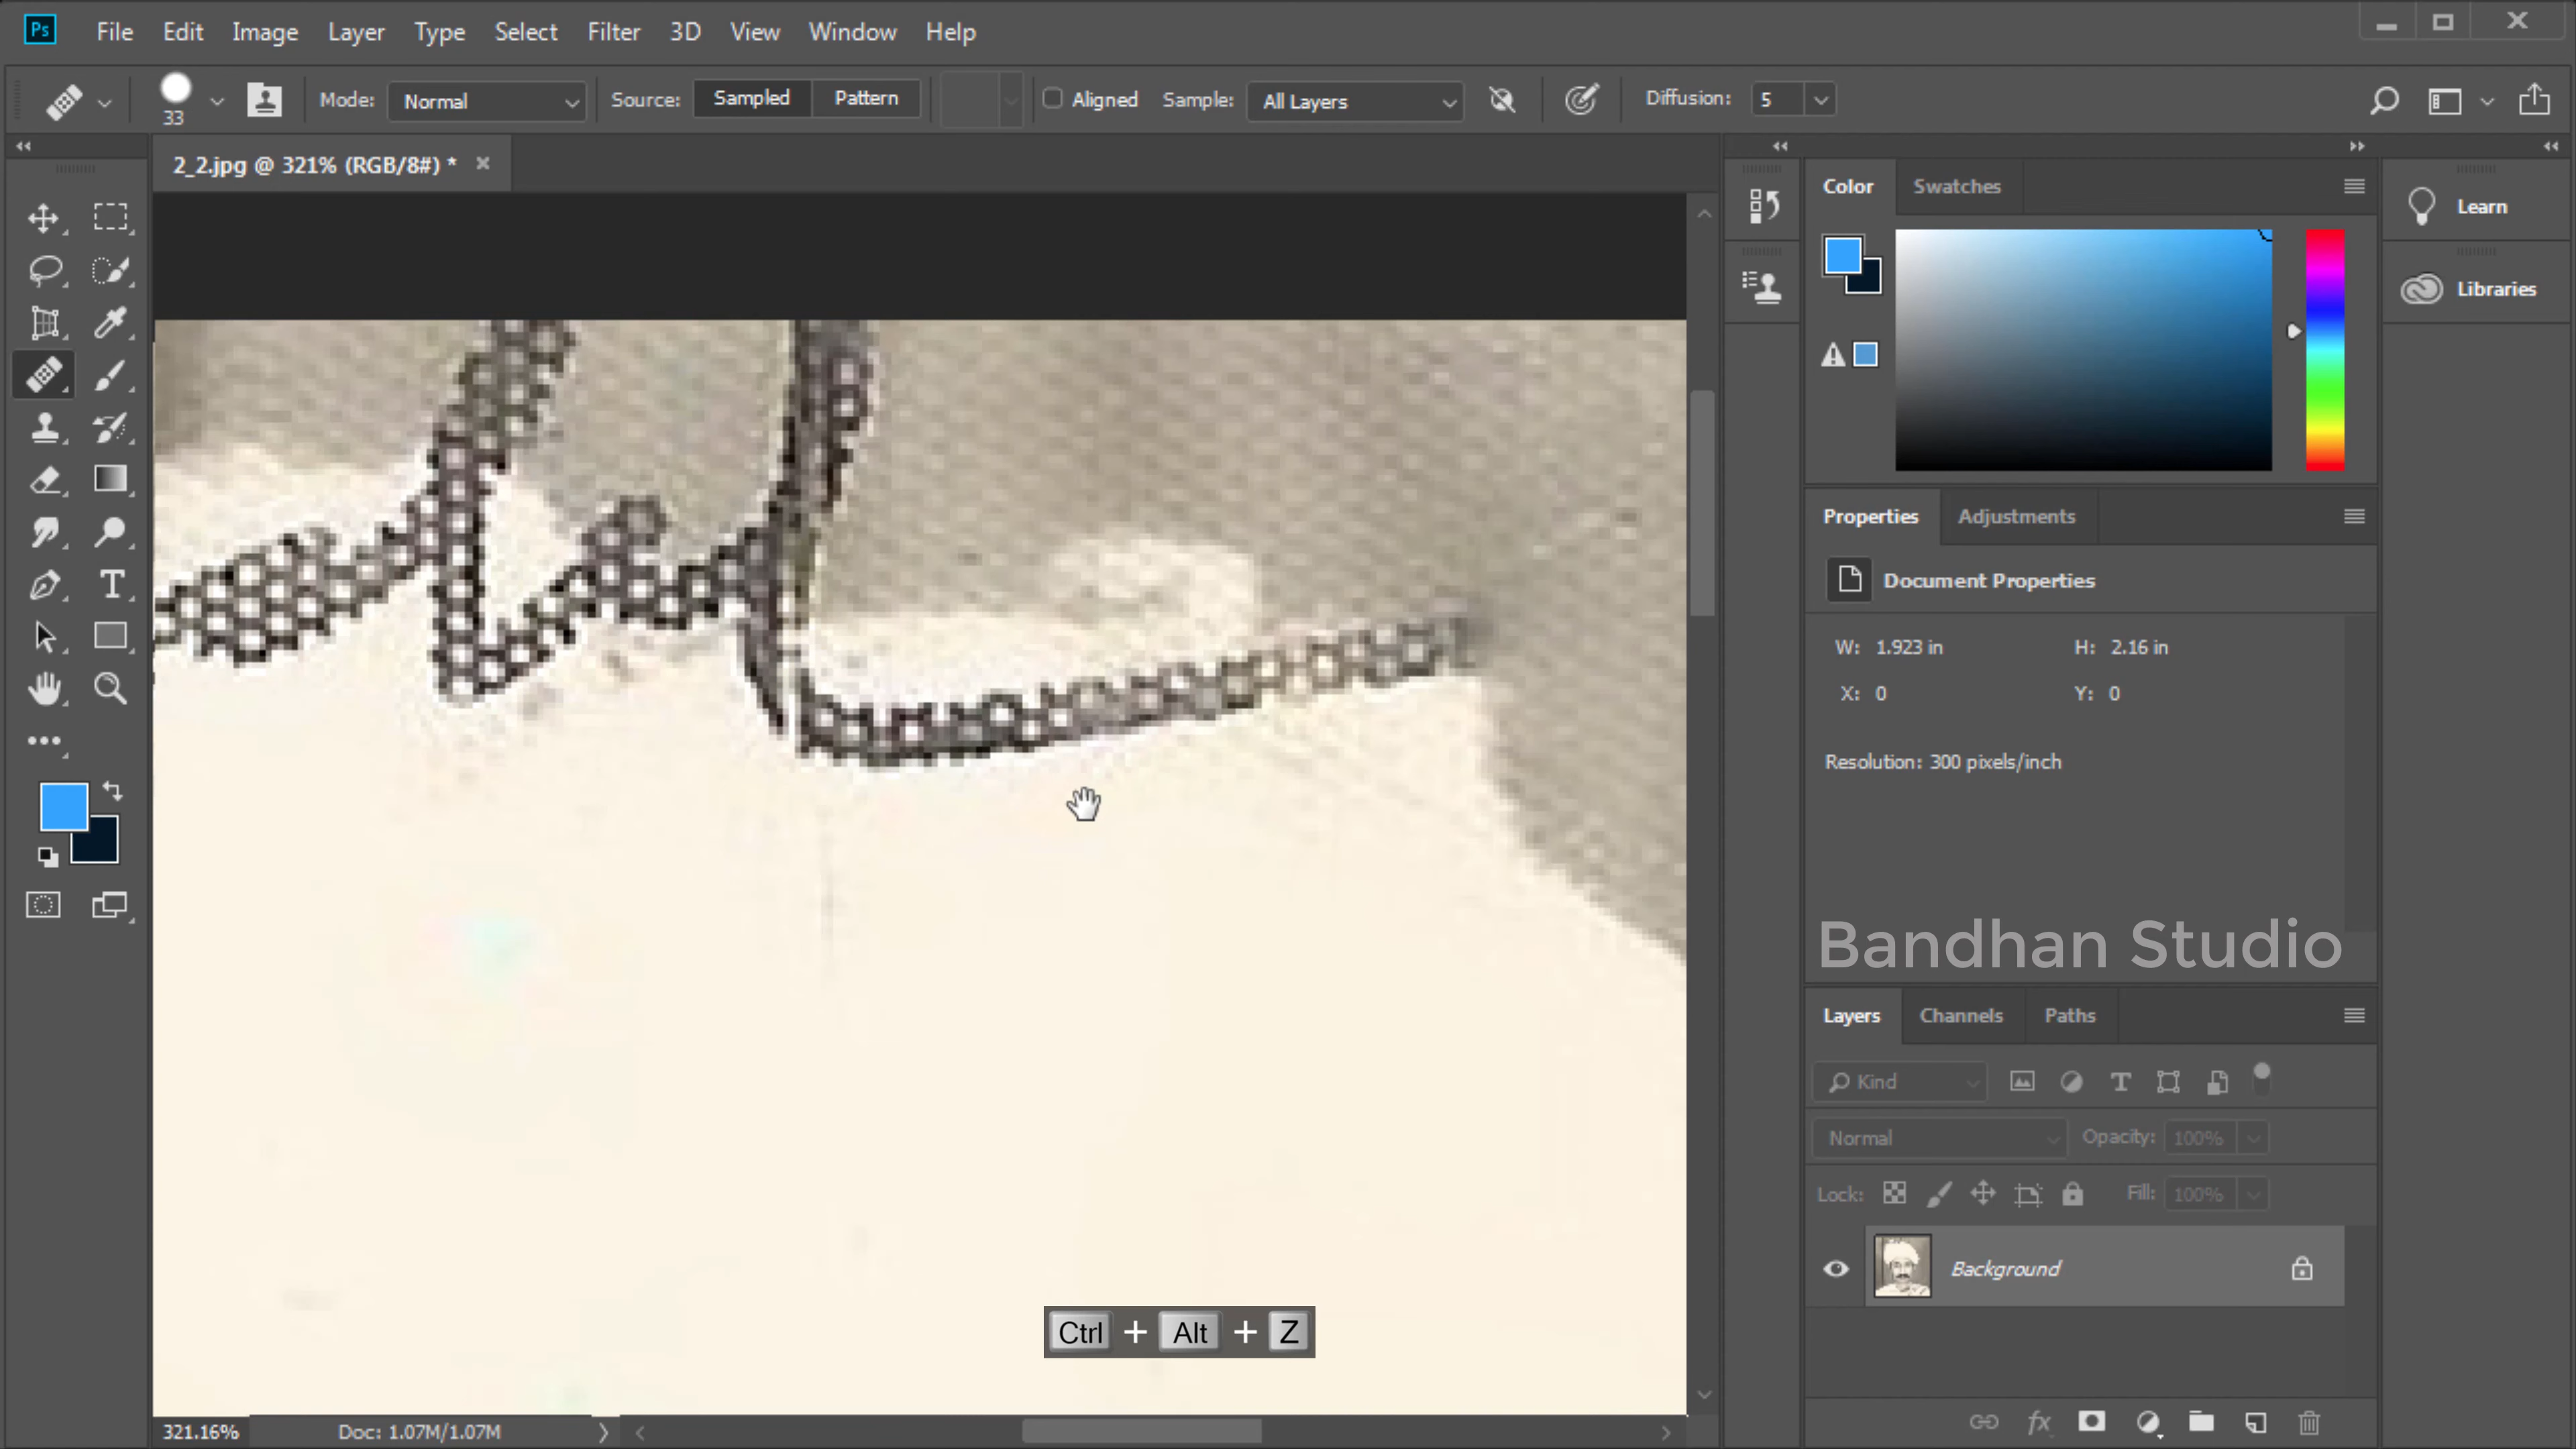 Ps File Edit Image Layer Type Select Filter 3D View Window Help
33 Mode: Normal Source: Sampled Pattern Aligned Sample: All Layers Diffusion: 5
2_2.jpg @ 321% (RGB/8#) * ×
Color Swatches
Learn
Libraries
Properties Adjustments
Document Properties
W: 1.923 in H: 2.16 in
X: 0 Y: 0
Resolution: 300 pixels/inch
Bandhan Studio
Layers Channels Paths
Kind
Normal Opacity: 100%
Lock: Fill: 100%
Background
Ctrl + Alt + Z
321.16% Doc: 1.07M/1.07M